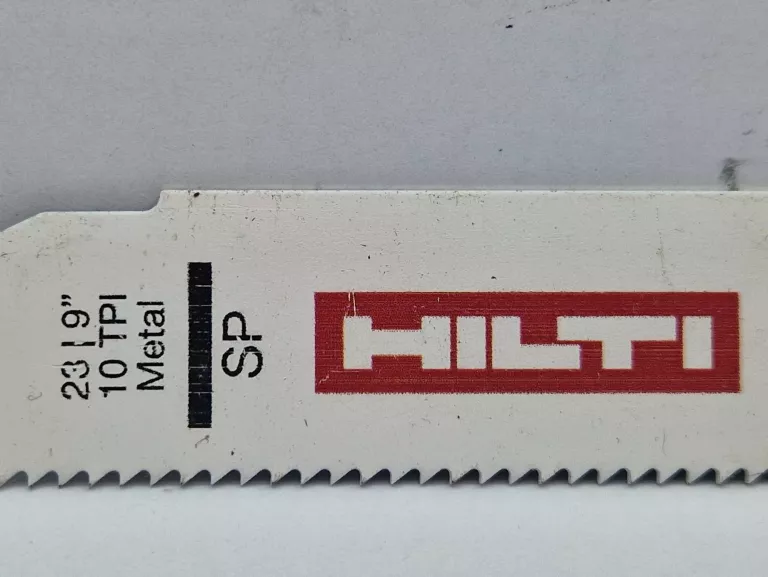 23 | 9”
10 TPI
Metal
SP
HILTI